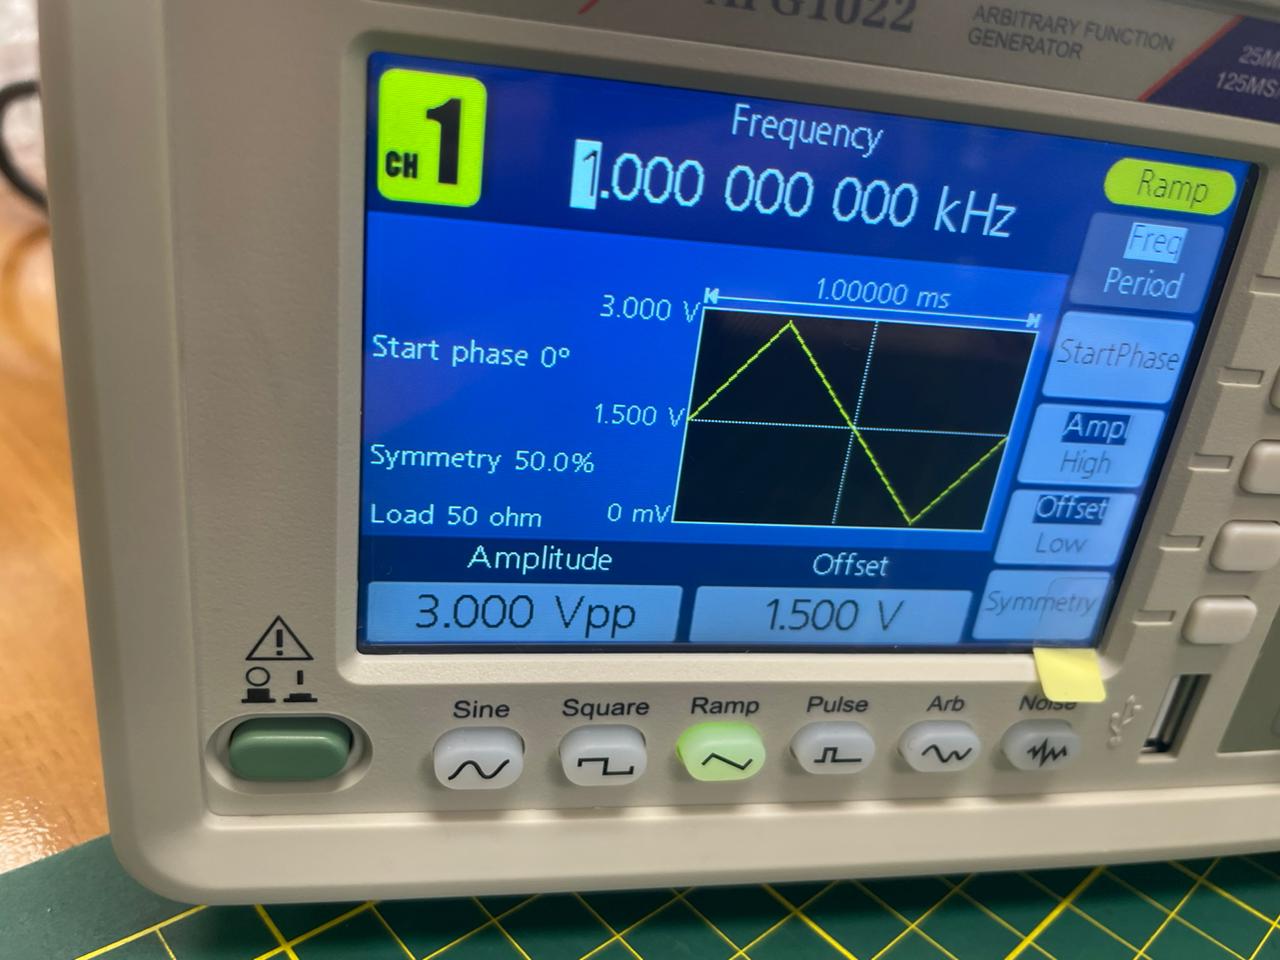 AFG1022
ARBITRARY FUNCTION
GENERATOR
125MS
CH 1
Frequency
1.000 000 000 kHz
Ramp
Freq
Period
1.00000 ms
3.000 V
Start phase 0°
StartPhase
1.500 V
Amp
High
Symmetry 50.0%
Load 50 ohm
0 mV
Offset
Low
Amplitude
Offset
3.000 Vpp
1.500 V
Symmetry
Sine
Square
Ramp
Pulse
Arb
Noise